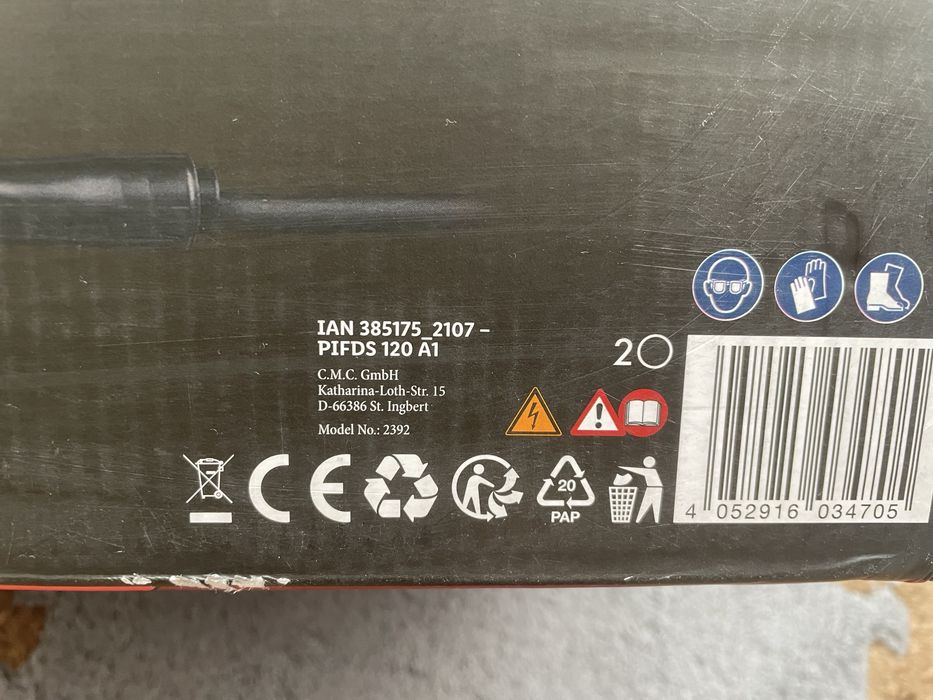 IAN 385175_2107 –
PIFDS 120 A1
C.M.C. GmbH
Katharina-Loth-Str. 15
D-66386 St. Ingbert
Model No.: 2392
20
CE
20
PAP
4 052916 034705